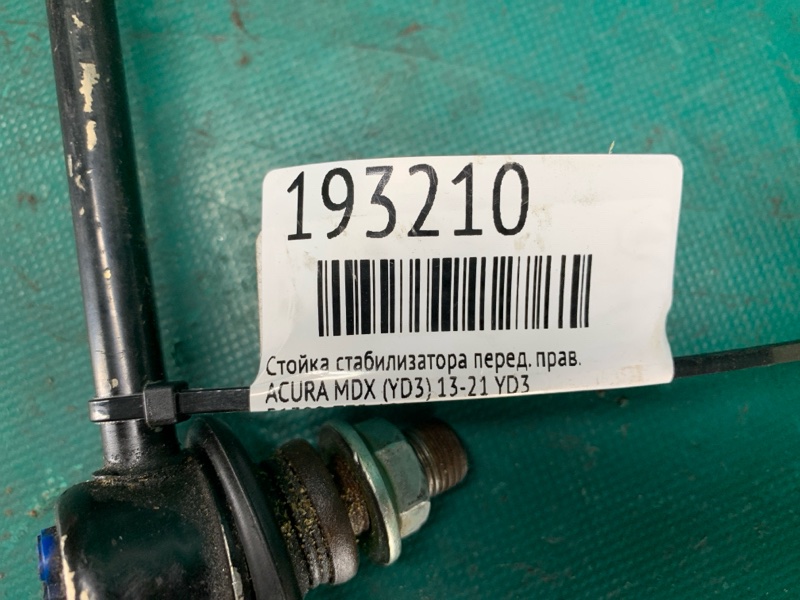 193210
Стойка стабилизатора перед. прав.
ACURA MDX (YD3) 13-21 YD3